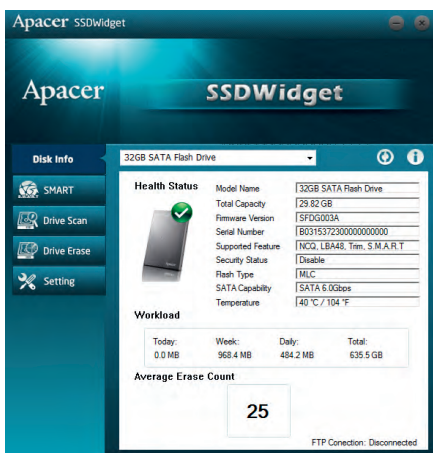 Apacer SSDWidget
Apacer SSDWidget
Disk Info
SMART
Drive Scan
Drive Erase
Setting
32GB SATA Flash Drive
Health Status
Model Name 32GB SATA Flash Drive
Total Capacity 29.82 GB
Firmware Version SFDG003A
Serial Number B0315372300000000000
Supported Feature NCQ, LBA48, Trim, S.M.A.R.T
Security Status Disable
Flash Type MLC
SATA Capability SATA 6.0Gbps
Temperature 40 °C / 104 °F
Workload
Today: Week: Daily: Total:
0.0 MB 968.4 MB 484.2 MB 635.5 GB
Average Erase Count
25
FTP Conection: Disconnected